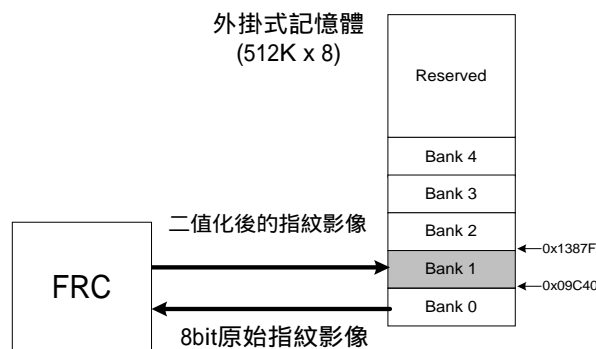 外掛式記憶體
(512K x 8)
Reserved
Bank 4
Bank 3
Bank 2
0x1387F
Bank 1
0x09C40
Bank 0
二值化後的指紋影像
FRC
8bit原始指紋影像